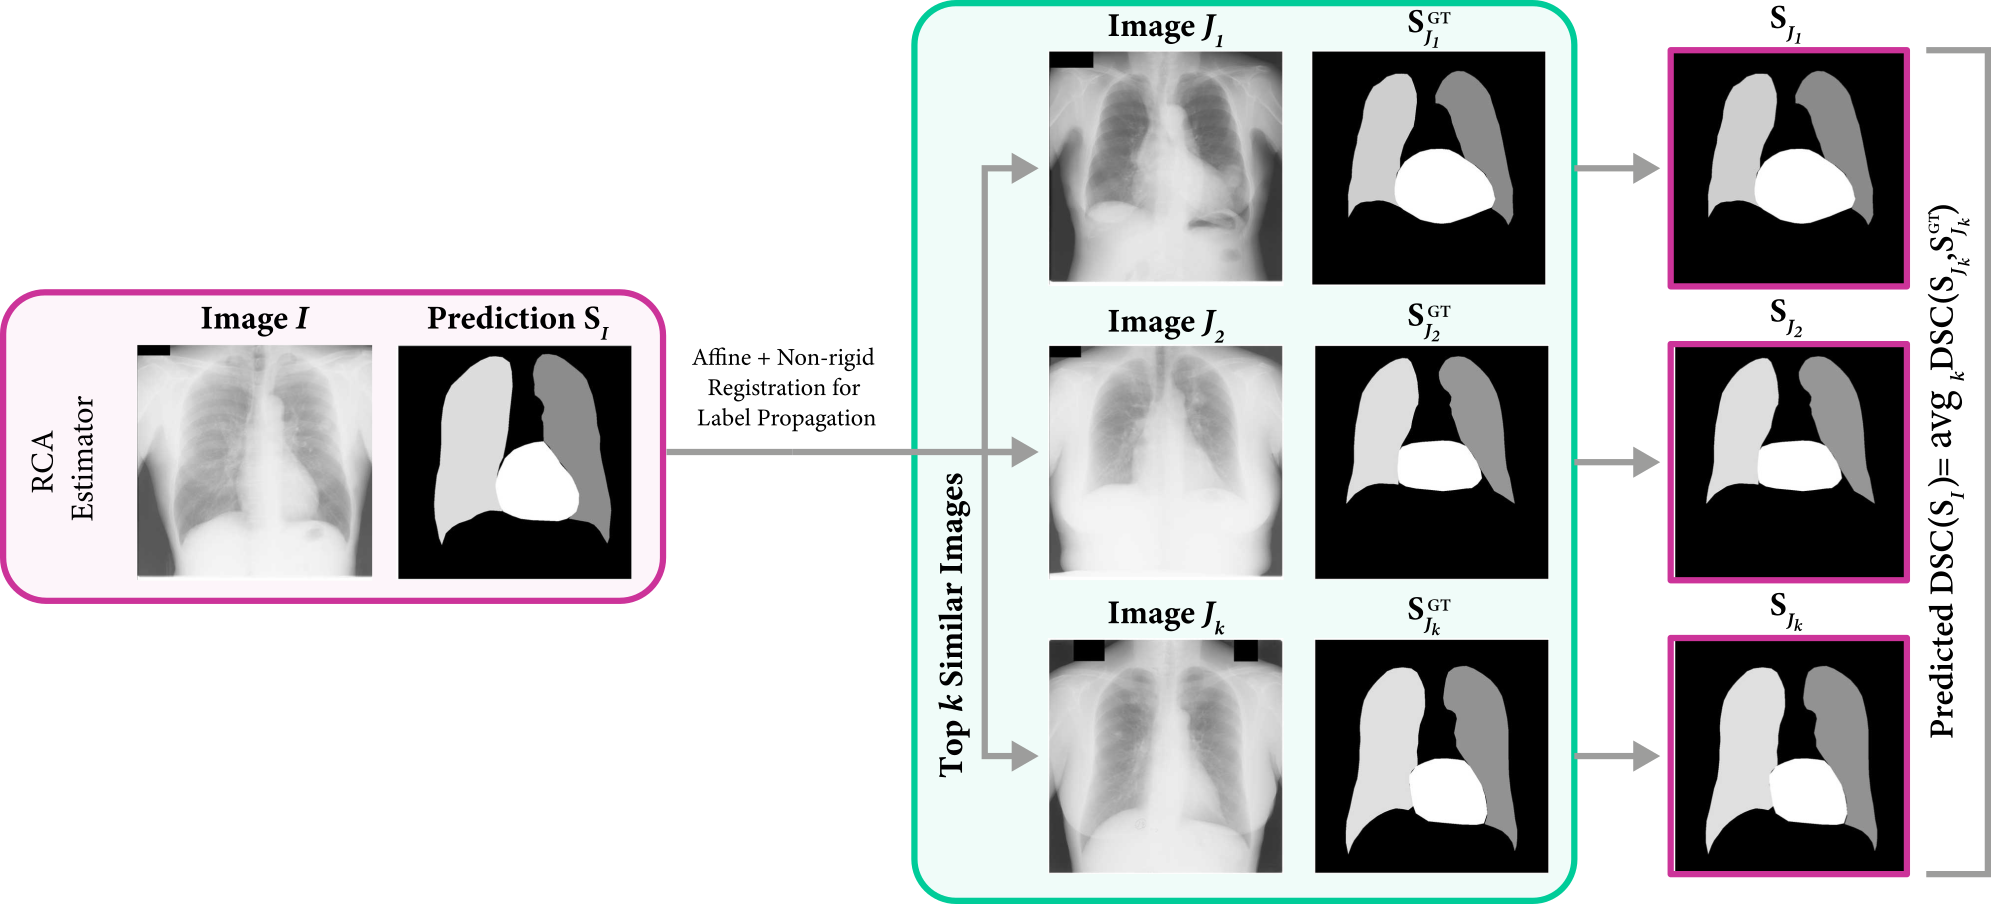 RCA
Estimator
Image I
Prediction S_I
Affine + Non-rigid
Registration for
Label Propagation
Top k Similar Images
Image J_1
S_{J_1}^{GT}
S_{J_1}
Image J_2
S_{J_2}^{GT}
S_{J_2}
Image J_k
S_{J_k}^{GT}
S_{J_k}
Predicted DSC(S_I)= avg _k DSC(S_{J_k},S_{J_k}^{GT})